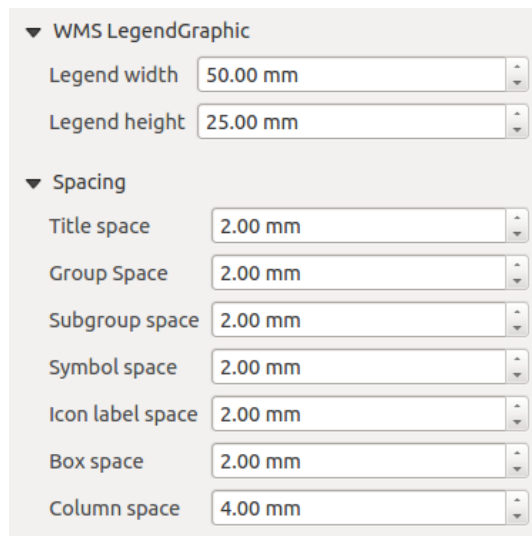 WMS LegendGraphic
Legend width 50.00 mm
Legend height 25.00 mm
Spacing
Title space 2.00 mm
Group Space 2.00 mm
Subgroup space 2.00 mm
Symbol space 2.00 mm
Icon label space 2.00 mm
Box space 2.00 mm
Column space 4.00 mm